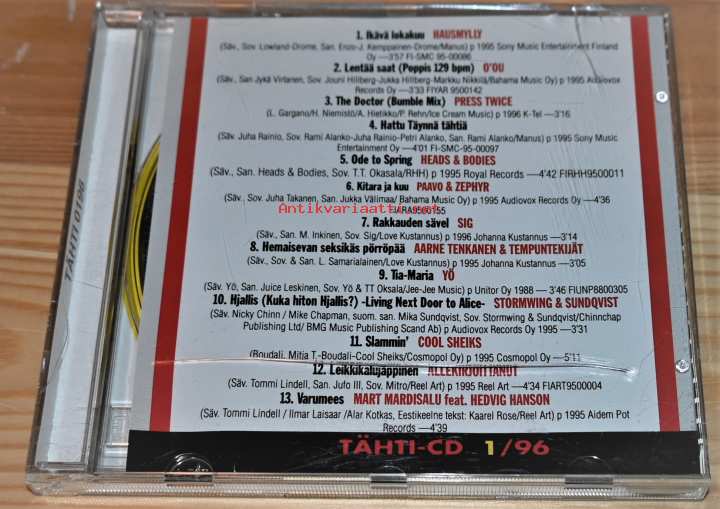 1. Ikävä lokakuu HAUSMYLLY
(Säv., Sov. Lowland-Drome, San. Enzo-J. Kemppainen-Drome/Manus) p 1995 Sony Music Entertainment Finland
Oy —3'57 FI-SMC 95-00086
2. Lentää saat (Poppis 129 bpm) O'OU
(Säv., San Jykä Virtanen, Sov Jouni Hillberg-Jukka Hillberg-Markku Nikkilä/Bahama Music Oy) p 1995 Audiovox
Records Oy —3'33 FIYAR 9500142
3. The Doctor (Bumble Mix) PRESS TWICE
(L. Gargano/H. Niemistö/A. Hietikko/P. Rehn/Ice Cream Music) p 1996 K-Tel —3'16
4. Hattu Täynnä tähtiä
(Säv. Juha Rainio, Sov. Rami Alanko-Juha Rainio-Petri Alanko, San. Rami Alanko/Manus) p 1995 Sony Music
Entertainment Oy —4'01 FI-SMC-95-00097
5. Ode to Spring HEADS & BODIES
(Säv., San. Heads & Bodies, Sov. T.T. Okasala/RHH) p 1995 Royal Records —4'42 FIRHH9500011
6. Kitara ja kuu PAAVO & ZEPHYR
(Säv., Sov Juha Takanen, San. Jukka Välimaa/ Bahama Music Oy) p 1995 Audiovox Records Oy —4'36
Antikvariaatti.net
7. Rakkauden sävel SIG
(Säv., San. M. Inkinen, Sov. Sig/Love Kustannus) p 1996 Johanna Kustannus —3'14
8. Hemaisevan seksikäs pörröpää AARNE TENKANEN & TEMPUNTEKIJÄT
(Säv., Sov. & San. L. Samarialainen/Love Kustannus) p 1995 Johanna Kustannus —3'05
9. Tia-Maria YÖ
(Säv. Yö, San. Juice Leskinen, Sov. Yö & TT Oksala/Jee-Jee Music) p Unitor Oy 1988 —3'46 FIUNP8800305
10. Hjallis (Kuka hiton Hjallis?) -Living Next Door to Alice- STORMWING & SUNDQVIST
(Säv. Nicky Chinn / Mike Chapman, suom. san. Mika Sundqvist, Sov. Stormwing & Sundqvist/Chinnchap
Publishing Ltd/ BMG Music Publishing Scand Ab) p Audiovox Records Oy 1995 —3'31
11. Slammin' COOL SHEIKS
(Boudali, Mitja T.-Boudali-Cool Sheiks/Cosmopol Oy) p 1995 Cosmopol Oy —5'11
12. Leikkikalujäppinen ALLEKIRJOITTANUT
(Säv. Tommi Lindell, San. Jufo III, Sov. Mitro/Reel Art) p 1995 Reel Art —4'34 FIART9500004
13. Varumees MART MARDISALU feat. HEDVIG HANSON
(Säv. Tommi Lindell / Ilmar Laisaar /Alar Kotkas, Eestikeelne tekst: Kaarel Rose/Reel Art) p 1995 Aidem Pot
Records —4'39
TÄHTI-CD 1/96
TÄHTI 0196